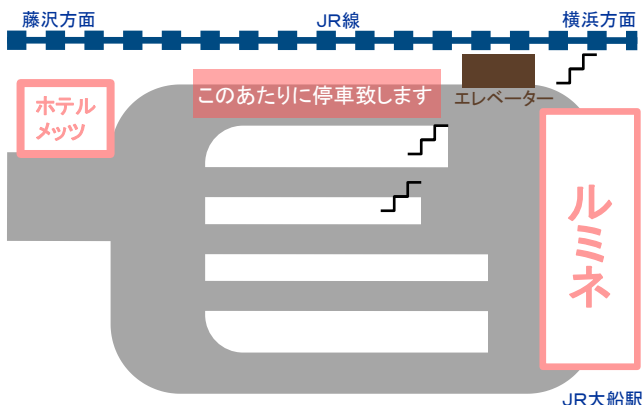 藤沢方面
JR線
横浜方面
このあたりに停車致します
エレベーター
ホテル
メッツ
ルミネ
JR大船駅